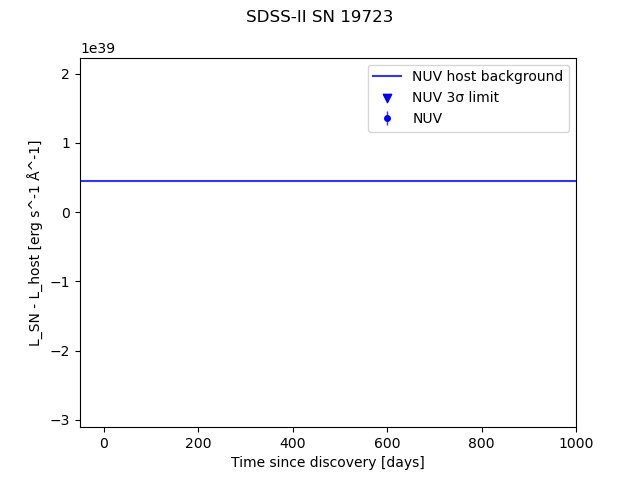 SDSS-II SN 19723
1e39
NUV host background
NUV 3σ limit
NUV
2
1
0
−1
−2
−3
L_SN - L_host [erg s^-1 Å^-1]
0 200 400 600 800 1000
Time since discovery [days]